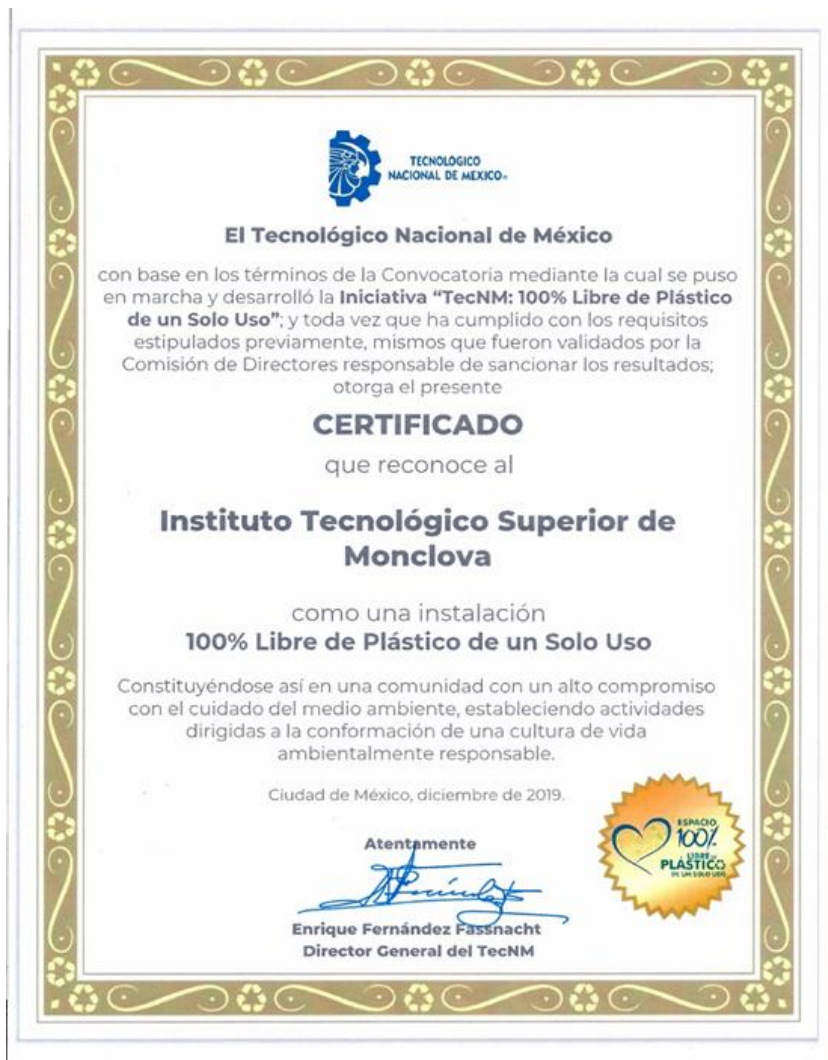 TECNOLÓGICO
NACIONAL DE MÉXICO®
El Tecnológico Nacional de México
con base en los términos de la Convocatoria mediante la cual se puso
en marcha y desarrolló la Iniciativa “TecNM: 100% Libre de Plástico
de un Solo Uso”; y toda vez que ha cumplido con los requisitos
estipulados previamente, mismos que fueron validados por la
Comisión de Directores responsable de sancionar los resultados;
otorga el presente
CERTIFICADO
que reconoce al
Instituto Tecnológico Superior de
Monclova
como una instalación
100% Libre de Plástico de un Solo Uso
Constituyéndose así en una comunidad con un alto compromiso
con el cuidado del medio ambiente, estableciendo actividades
dirigidas a la conformación de una cultura de vida
ambientalmente responsable.
Ciudad de México, diciembre de 2019.
ESPACIO
100%
LIBRE DE
PLÁSTICO
DE UN SOLO USO
Atentamente
Enrique Fernández Fassnacht
Director General del TecNM